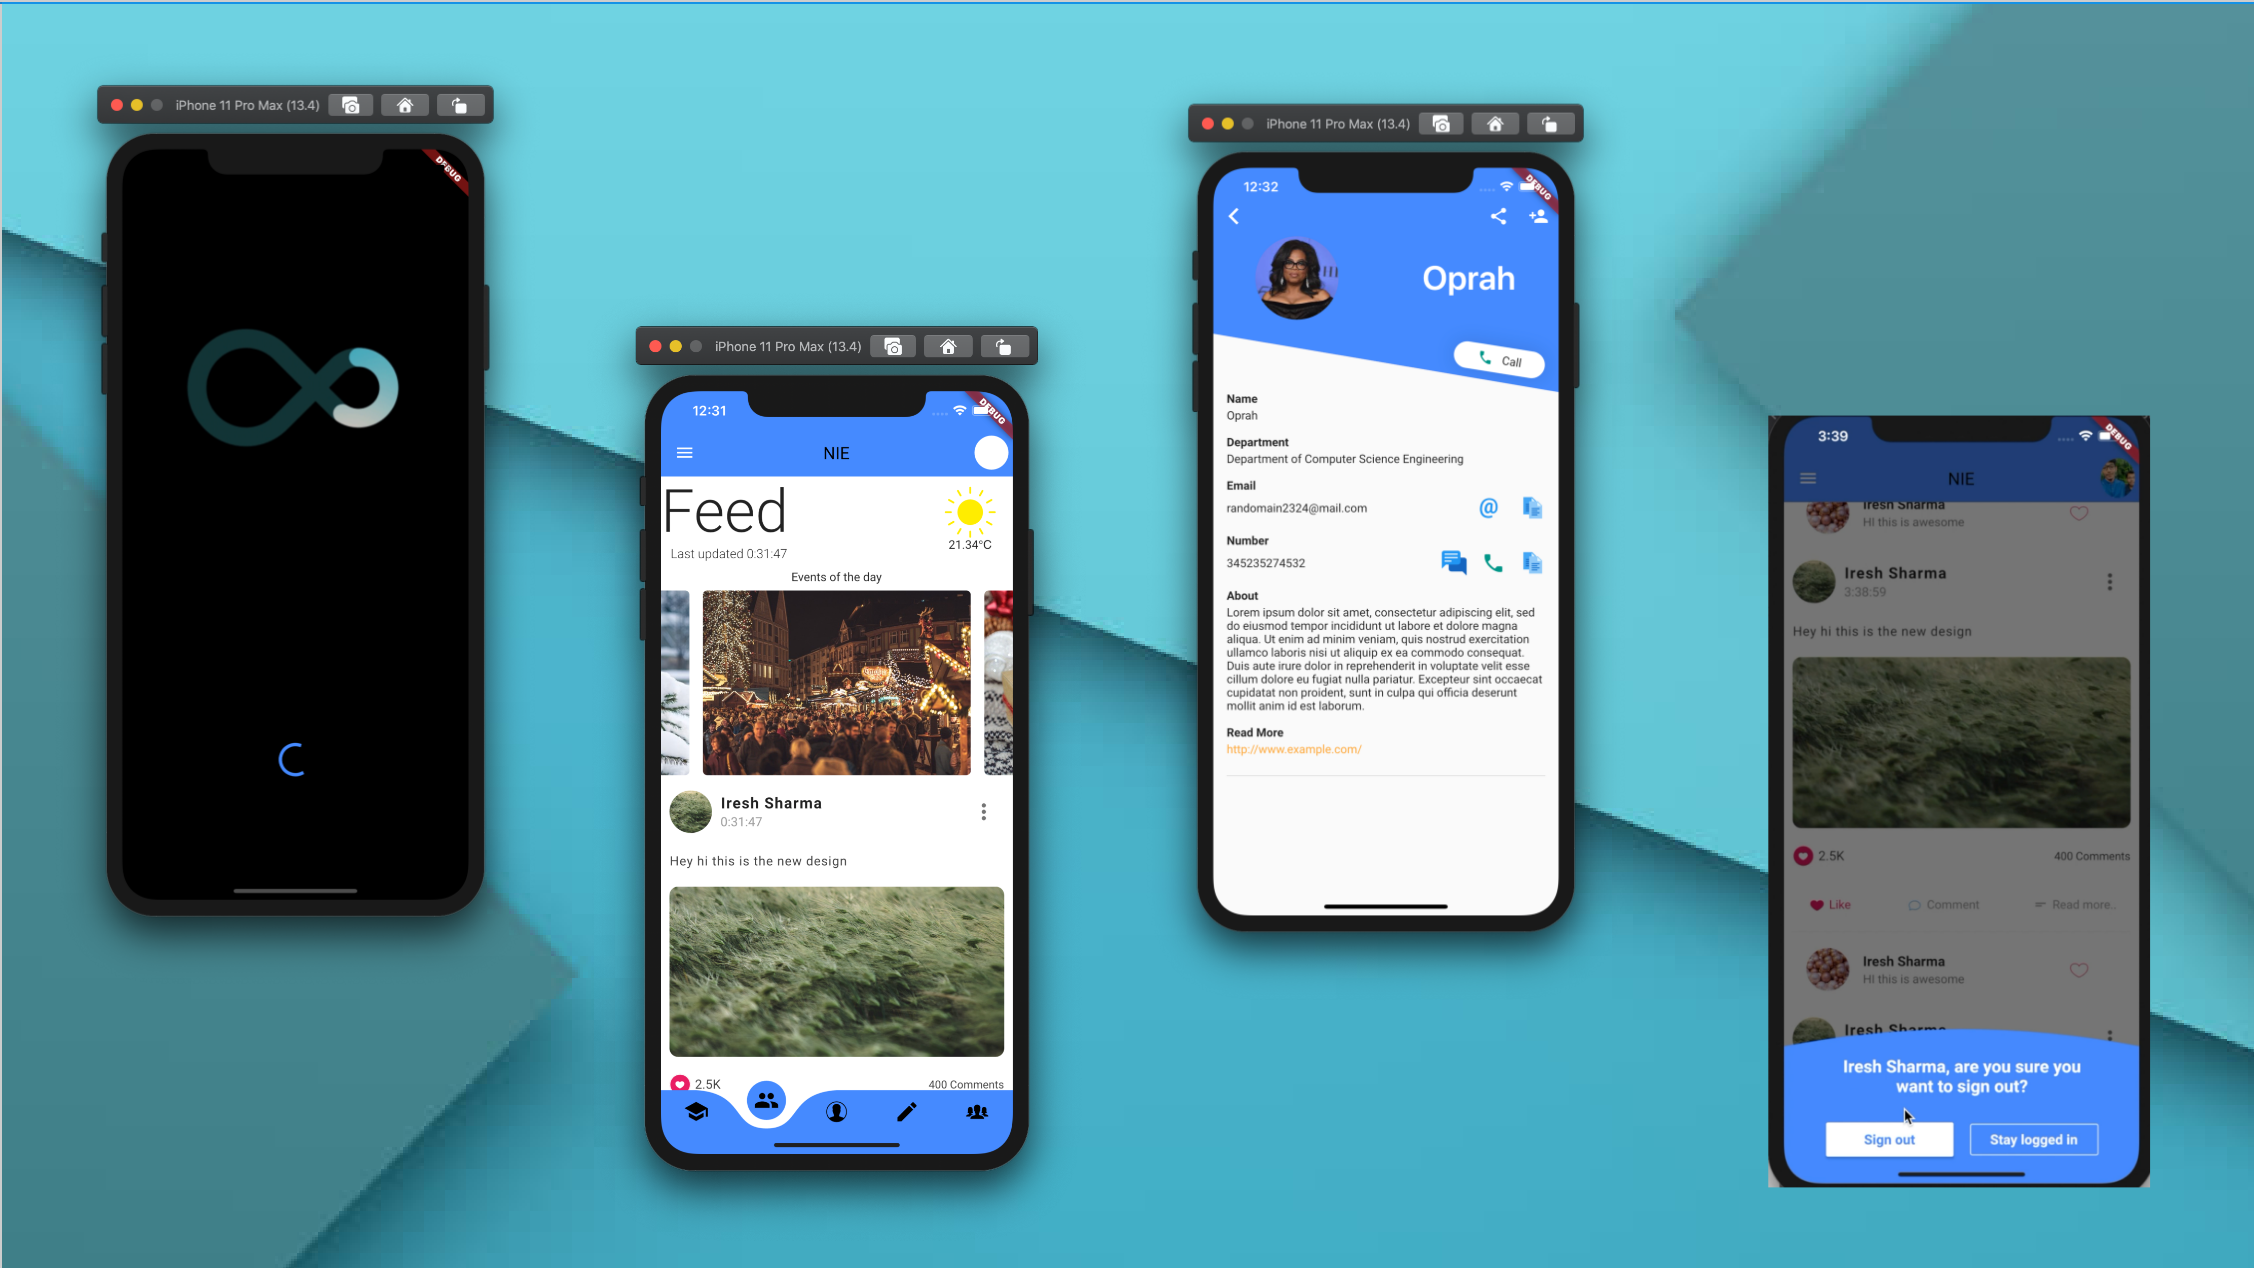 iPhone 11 Pro Max (13.4)
DEBUG
iPhone 11 Pro Max (13.4)
12:31
DEBUG
NIE
Feed
21.34°C
Last updated 0:31:47
Events of the day
Iresh Sharma
0:31:47
Hey hi this is the new design
2.5K
400 Comments
iPhone 11 Pro Max (13.4)
12:32
DEBUG
Oprah
Call
Name
Oprah
Department
Department of Computer Science Engineering
Email
randomain2324@mail.com
Number
345235274532
About
Lorem ipsum dolor sit amet, consectetur adipiscing elit, sed
do eiusmod tempor incididunt ut labore et dolore magna
aliqua. Ut enim ad minim veniam, quis nostrud exercitation
ullamco laboris nisi ut aliquip ex ea commodo consequat.
Duis aute irure dolor in reprehenderit in voluptate velit esse
cillum dolore eu fugiat nulla pariatur. Excepteur sint occaecat
cupidatat non proident, sunt in culpa qui officia deserunt
mollit anim id est laborum.
Read More
http://www.example.com/
3:39
DEBUG
NIE
Iresh Sharma
HI this is awesome
Iresh Sharma
3:38:59
Hey hi this is the new design
2.5K
400 Comments
Like
Comment
Read more..
Iresh Sharma
HI this is awesome
Iresh Sharma
Iresh Sharma, are you sure you
want to sign out?
Sign out
Stay logged in